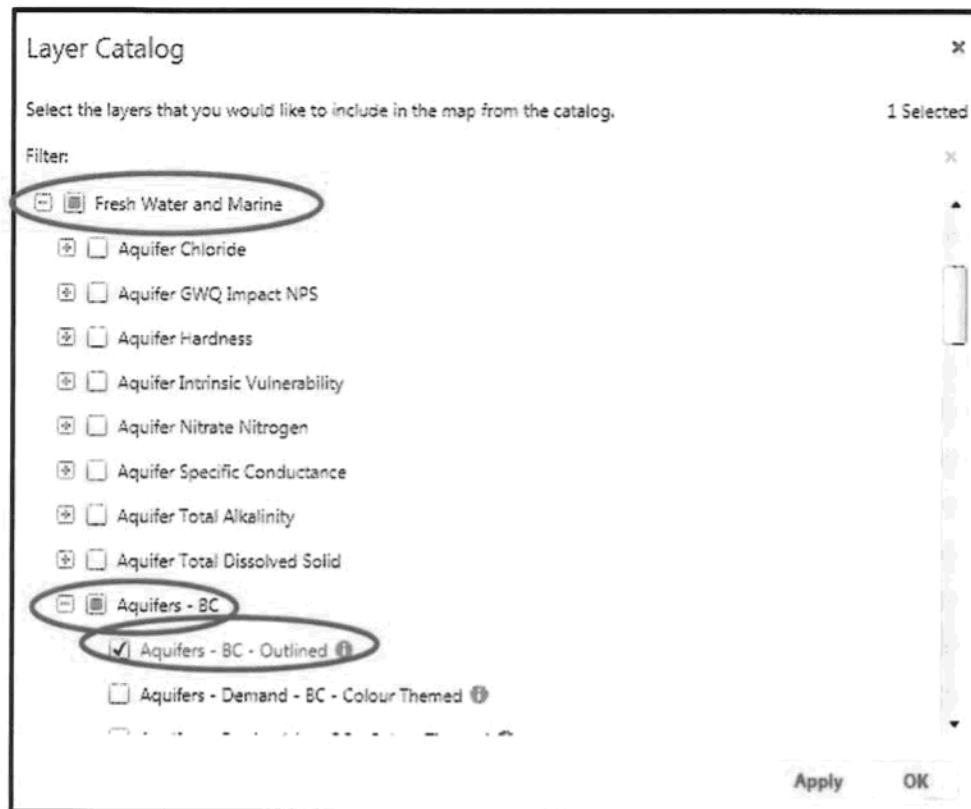 Layer Catalog
Select the layers that you would like to include in the map from the catalog. 1 Selected
Filter:
Fresh Water and Marine
Aquifer Chloride
Aquifer GWQ Impact NPS
Aquifer Hardness
Aquifer Intrinsic Vulnerability
Aquifer Nitrate Nitrogen
Aquifer Specific Conductance
Aquifer Total Alkalinity
Aquifer Total Dissolved Solid
Aquifers - BC
Aquifers - BC - Outlined
Aquifers - Demand - BC - Colour Themed
Apply OK